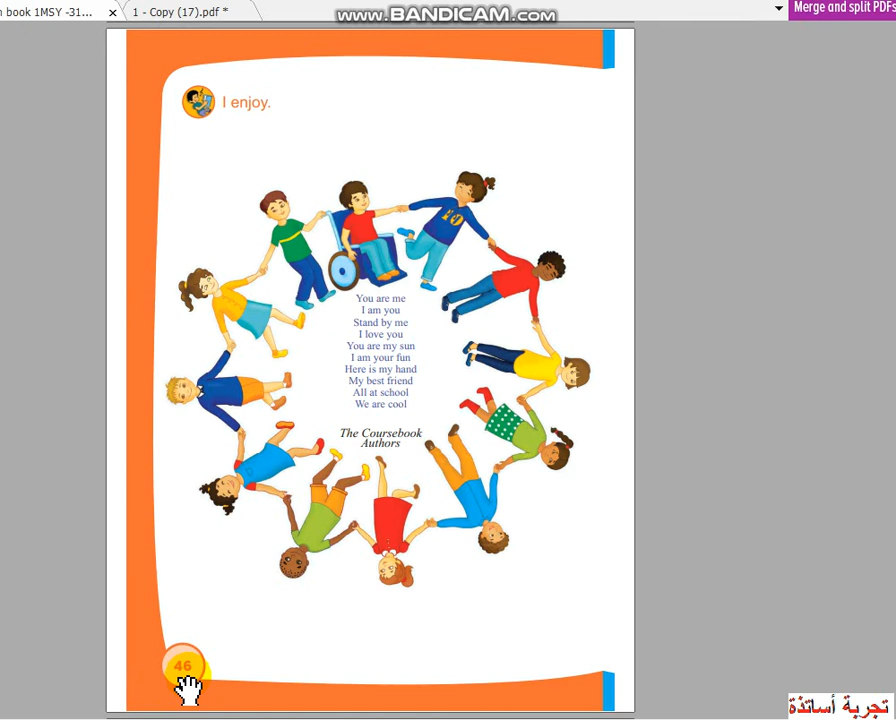 n book 1MSY -31...
1 - Copy (17).pdf *
www.BANDICAM.com
Merge and split PDFs
I enjoy.
You are me
I am you
Stand by me
I love you
You are my sun
I am your fun
Here is my hand
My best friend
All at school
We are cool
The Coursebook
Authors
46
تجربة أساتذة